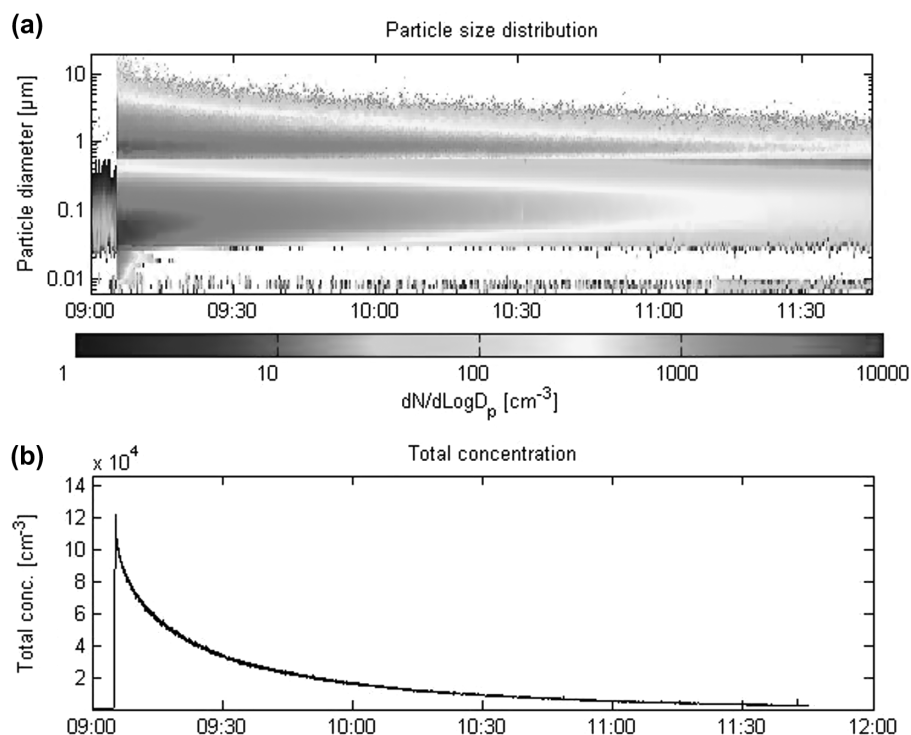 (a)
Particle size distribution
Particle diameter [µm]
10
1
0.1
0.01
09:00 09:30 10:00 10:30 11:00 11:30
1 10 100 1000 10000
dN/dLogDp [cm-3]
(b)
Total concentration
x 10^4
Total conc. [cm-3]
14
12
10
8
6
4
2
09:00 09:30 10:00 10:30 11:00 11:30 12:00